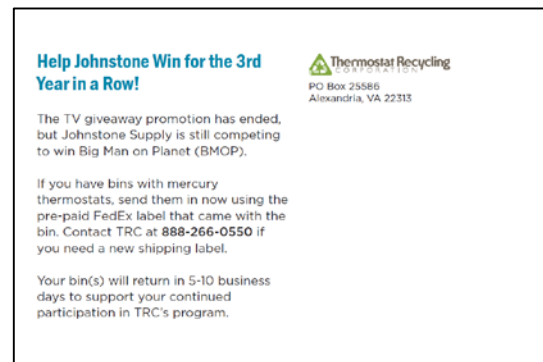 Help Johnstone Win for the 3rd
Year in a Row!
The TV giveaway promotion has ended,
but Johnstone Supply is still competing
to win Big Man on Planet (BMOP).
If you have bins with mercury
thermostats, send them in now using the
pre-paid FedEx label that came with the
bin. Contact TRC at 888-266-0550 if
you need a new shipping label.
Your bin(s) will return in 5-10 business
days to support your continued
participation in TRC's program.
Thermostat Recycling
CORPORATION
PO Box 25586
Alexandria, VA 22313